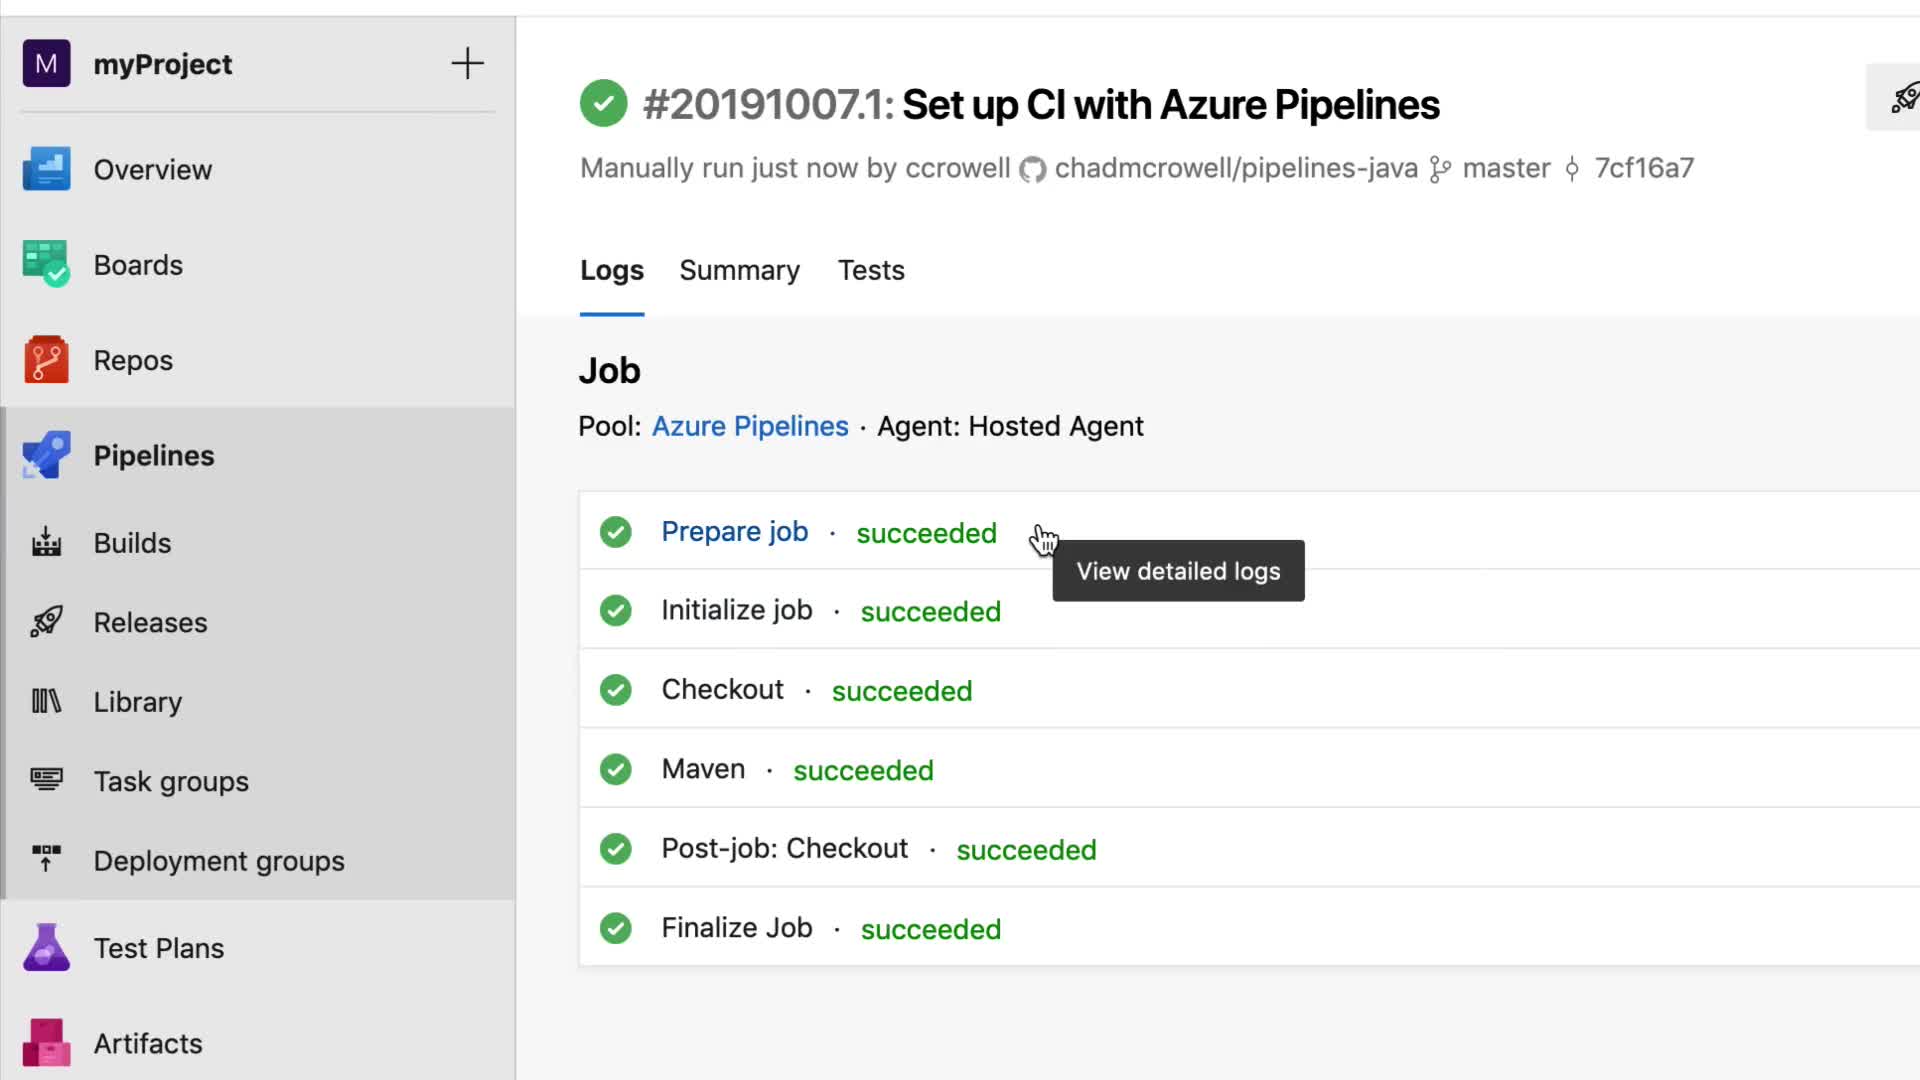 M myProject
Overview
Boards
Repos
Pipelines
Builds
Releases
Library
Task groups
Deployment groups
Test Plans
Artifacts
#20191007.1: Set up CI with Azure Pipelines
Manually run just now by ccrowell chadmcrowell/pipelines-java master 7cf16a7
Logs Summary Tests
Job
Pool: Azure Pipelines · Agent: Hosted Agent
Prepare job · succeeded
View detailed logs
Initialize job · succeeded
Checkout · succeeded
Maven · succeeded
Post-job: Checkout · succeeded
Finalize Job · succeeded